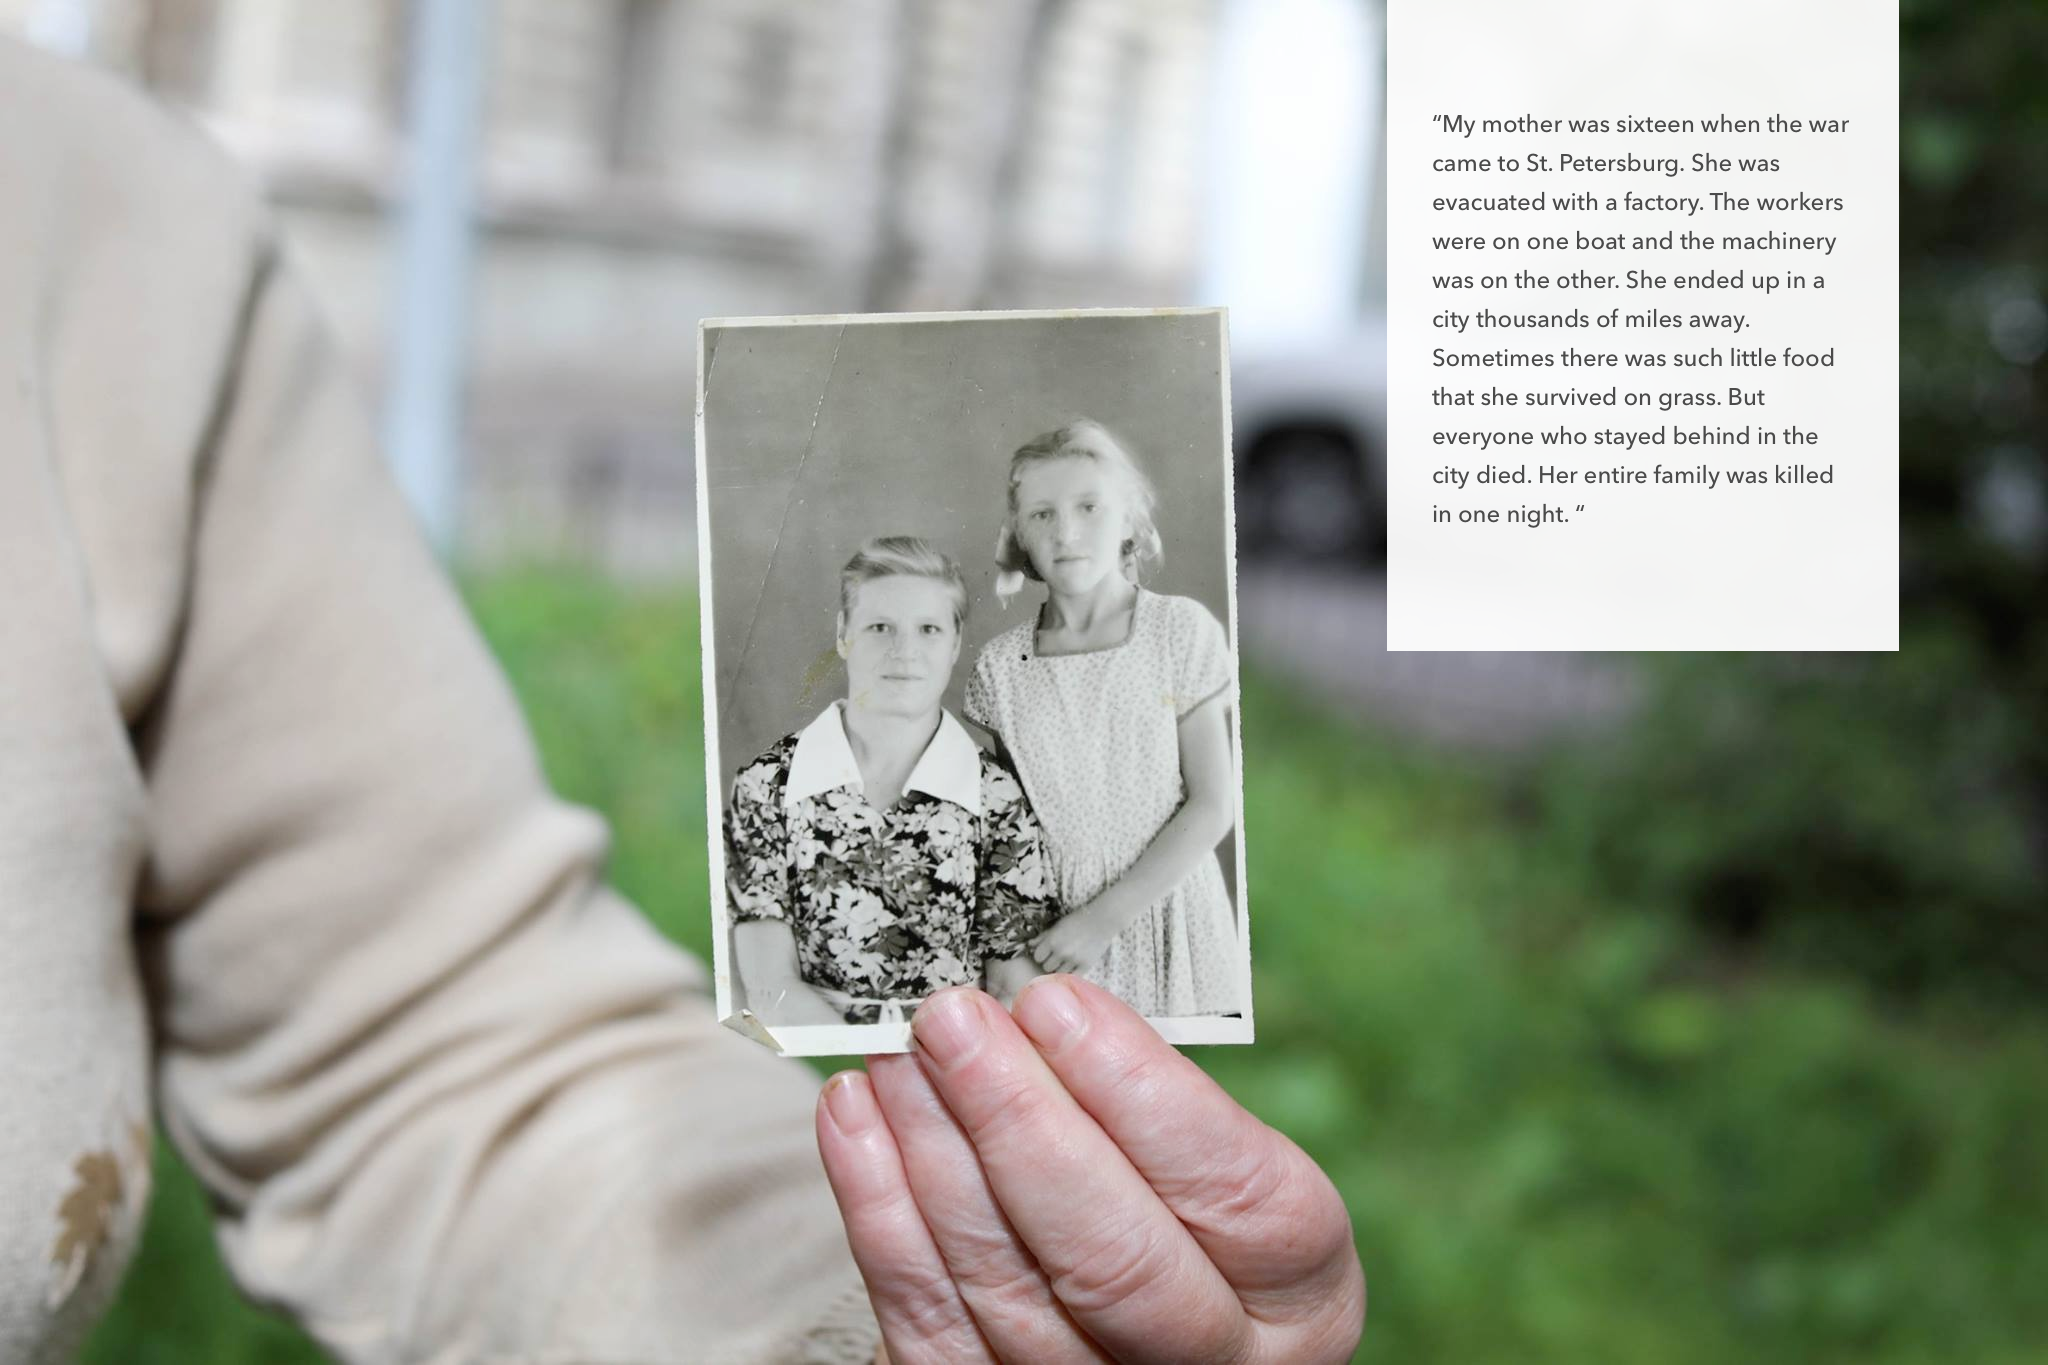 “My mother was sixteen when the war
came to St. Petersburg. She was
evacuated with a factory. The workers
were on one boat and the machinery
was on the other. She ended up in a
city thousands of miles away.
Sometimes there was such little food
that she survived on grass. But
everyone who stayed behind in the
city died. Her entire family was killed
in one night. “